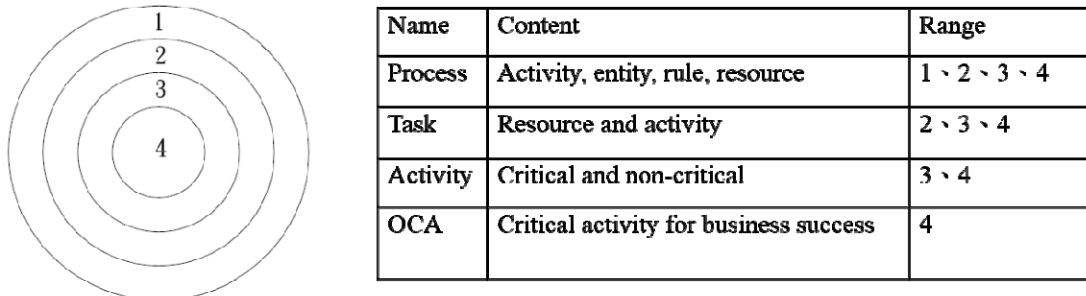 1
2
3
4
Name Content Range
Process Activity, entity, rule, resource 1、2、3、4
Task Resource and activity 2、3、4
Activity Critical and non-critical 3、4
OCA Critical activity for business success 4